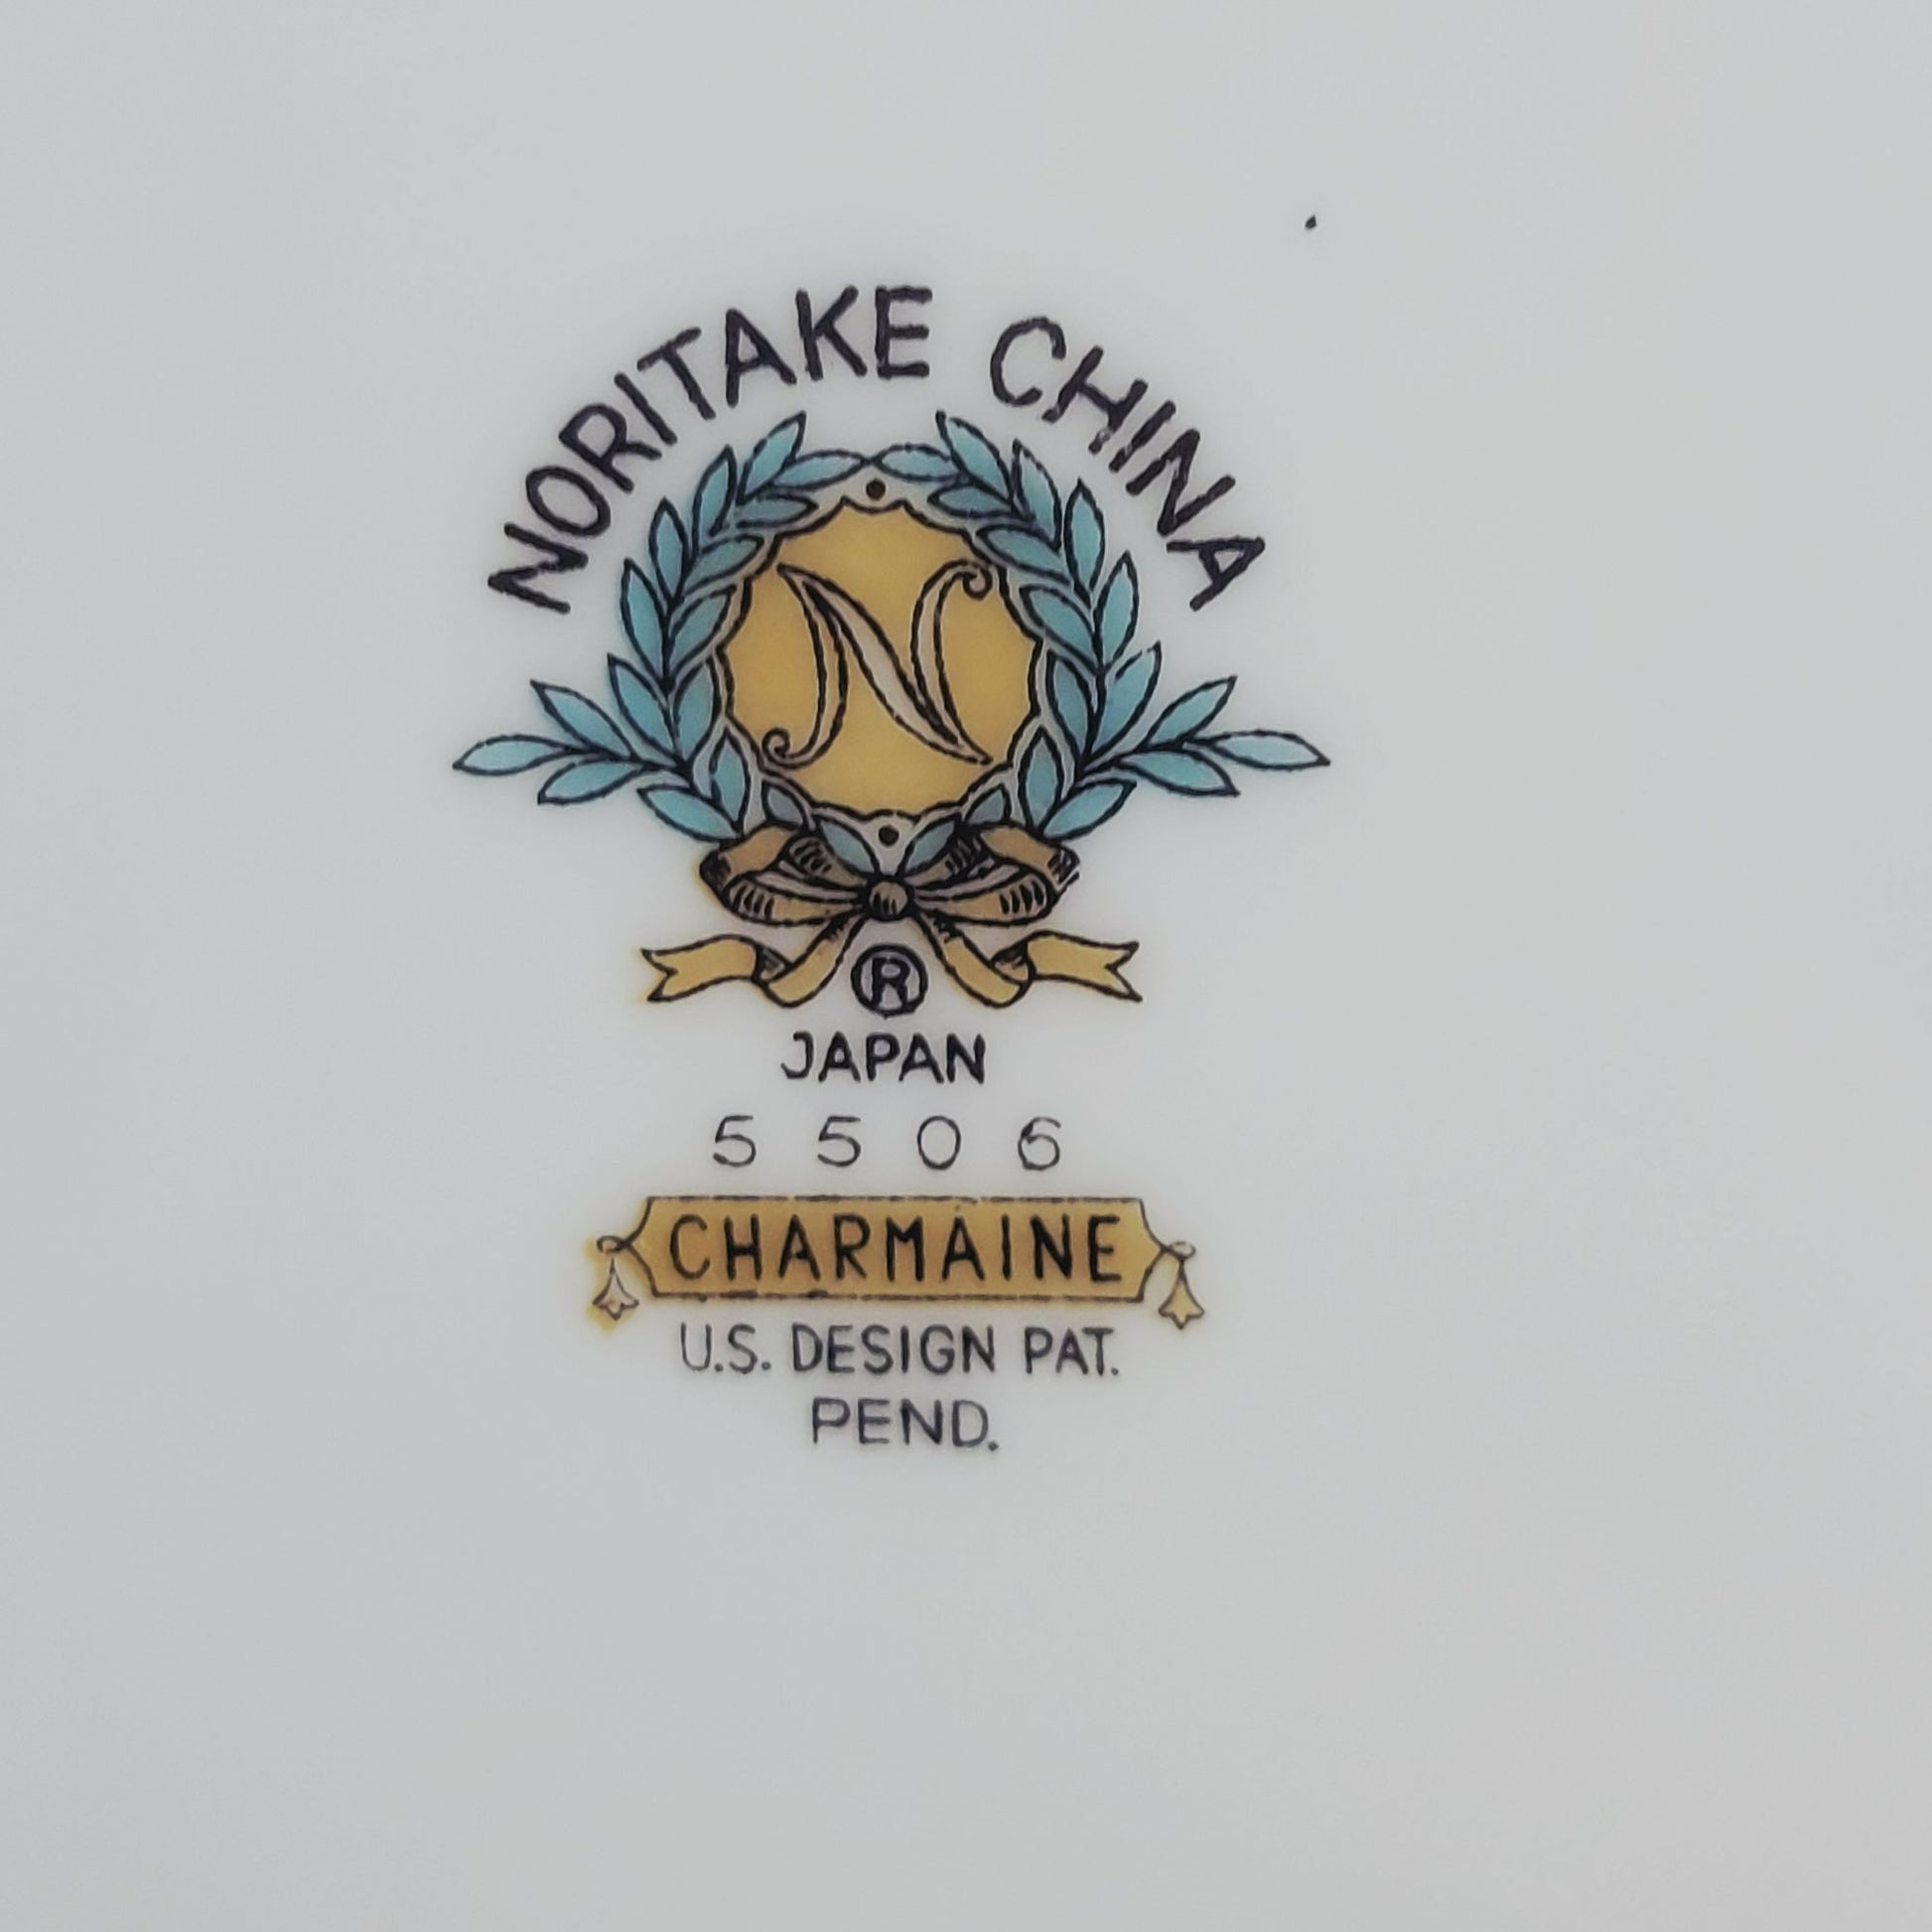 NORITAKE CHINA
N
®
JAPAN
5506
CHARMAINE
U.S. DESIGN PAT.
PEND.